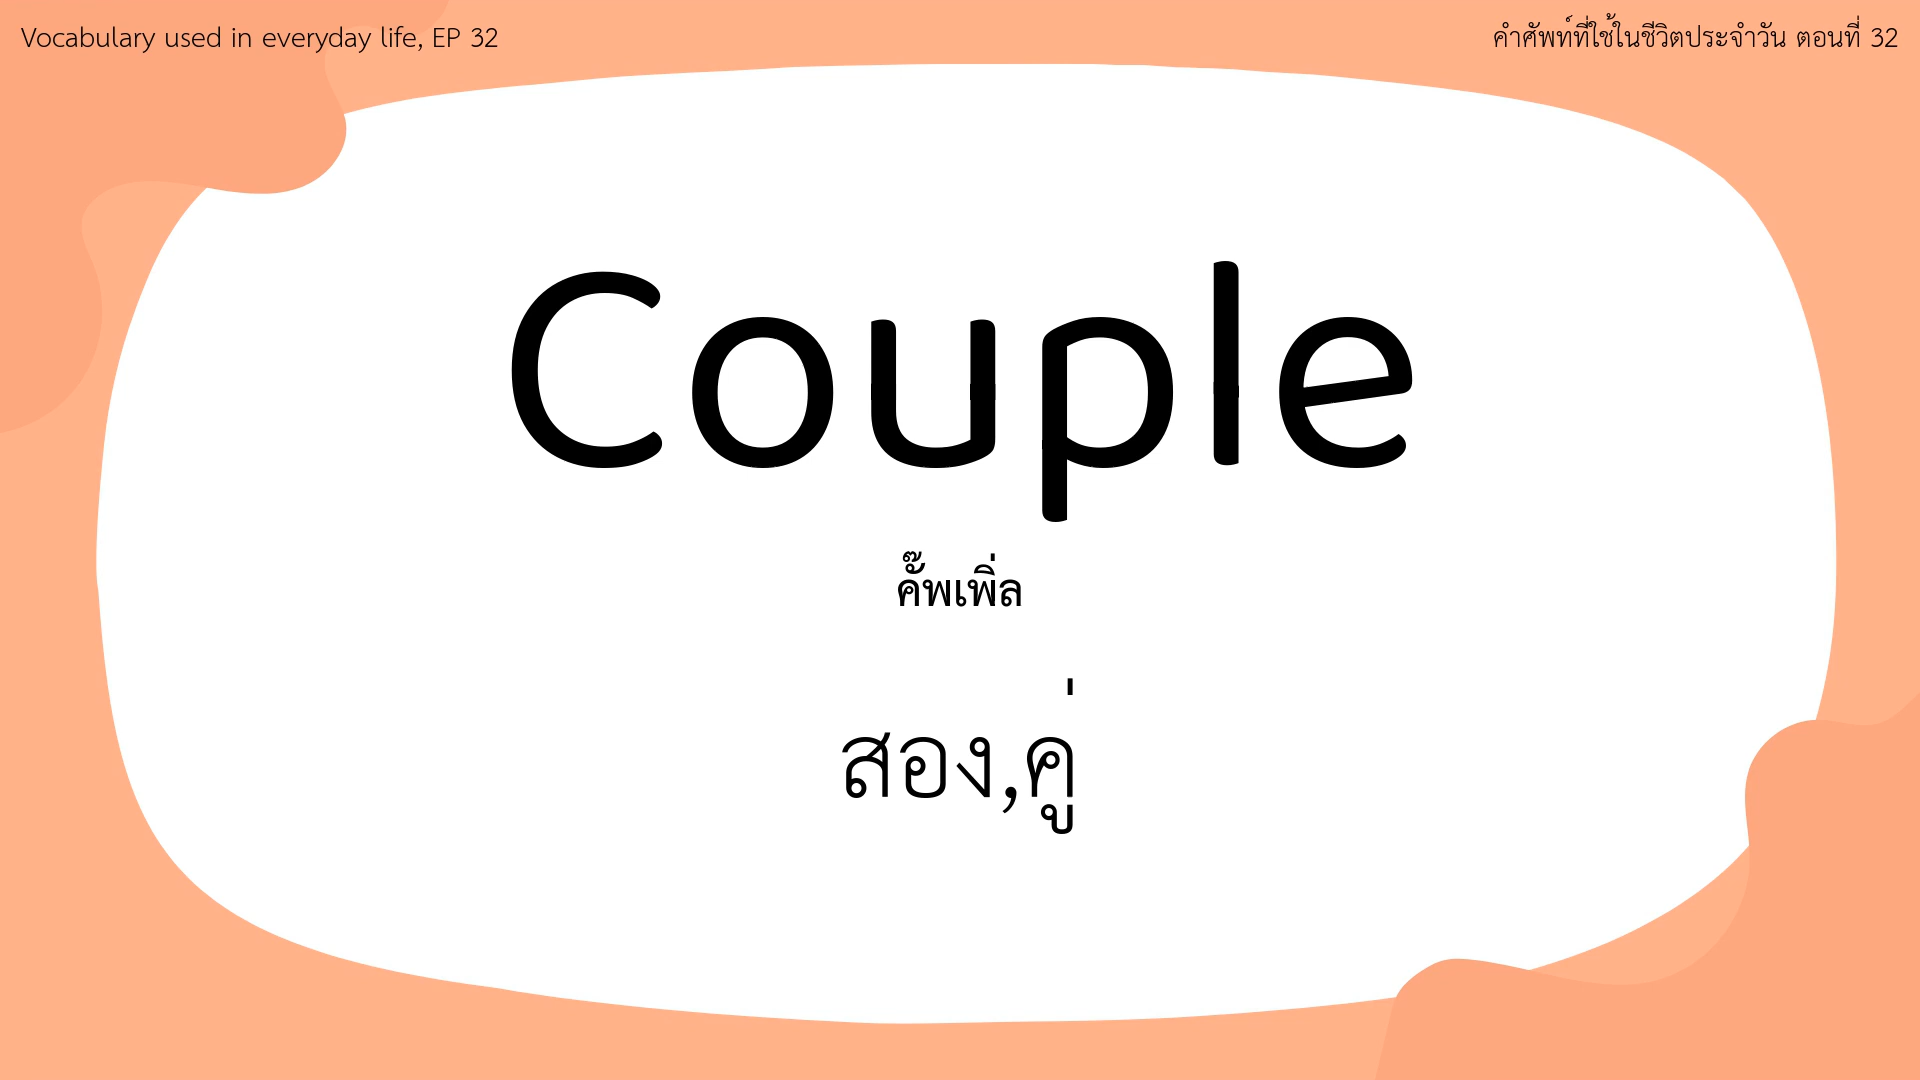 Vocabulary used in everyday life, EP 32
คำศัพท์ที่ใช้ในชีวิตประจำวัน ตอนที่ 32
Couple
คั๊พเพิ่ล
สอง,คู่